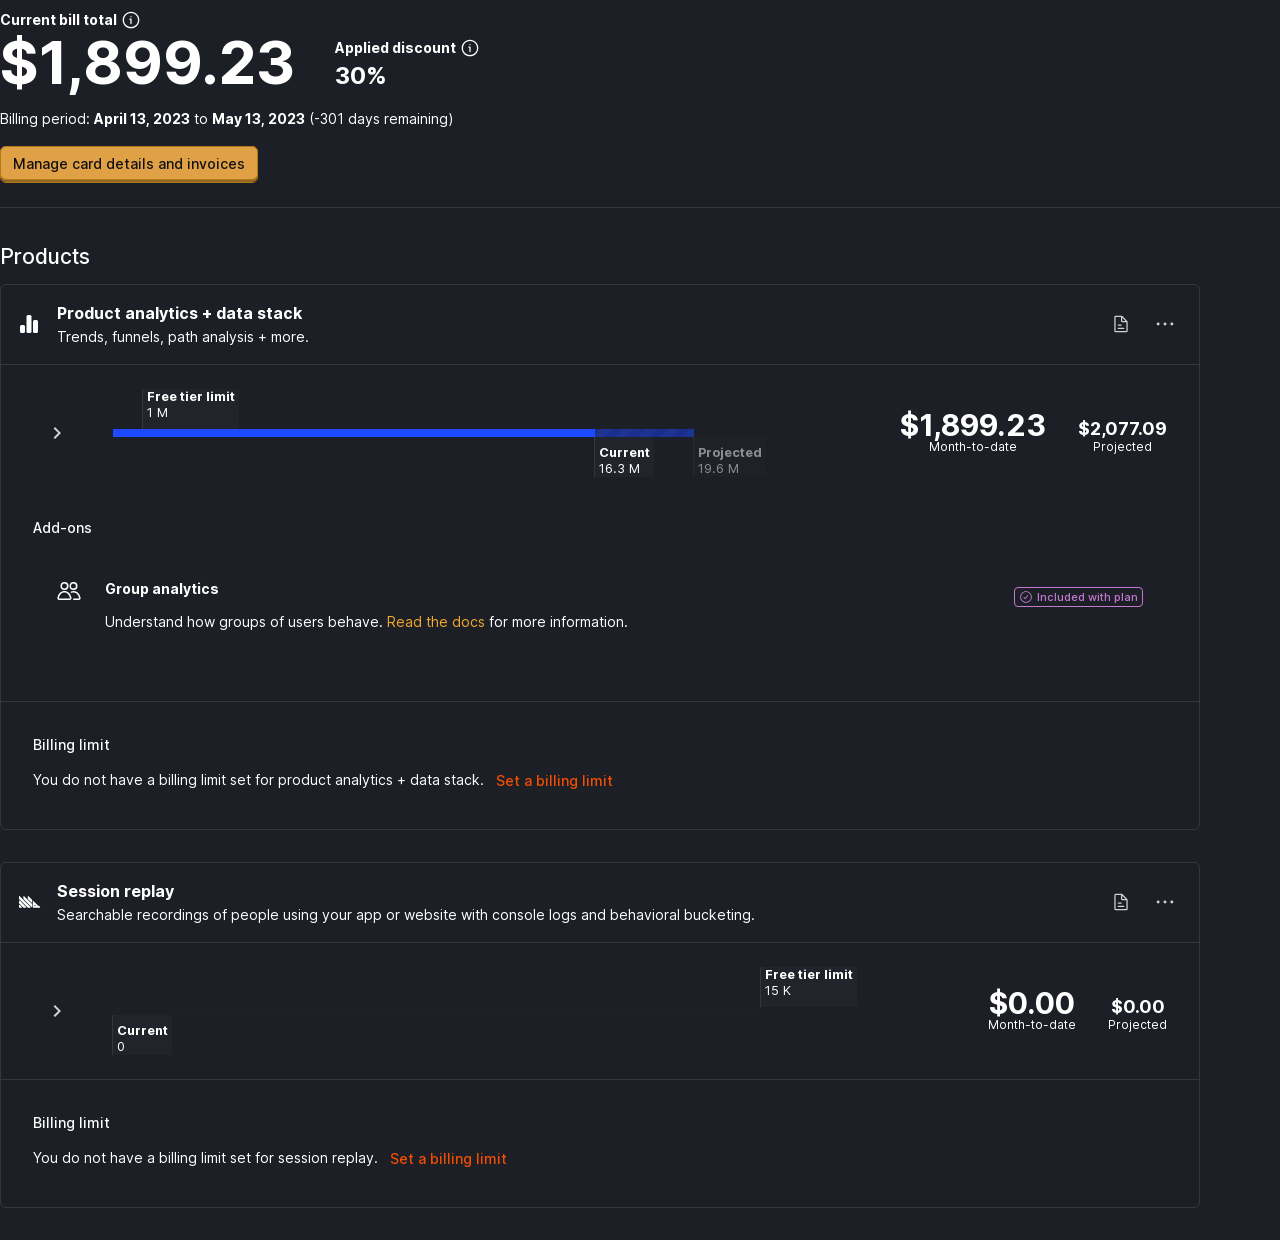 Current bill total
$1,899.23
Applied discount
30%
Billing period: April 13, 2023 to May 13, 2023 (-301 days remaining)
Manage card details and invoices
Products
Product analytics + data stack
Trends, funnels, path analysis + more.
Free tier limit
1 M
Current
16.3 M
Projected
19.6 M
$1,899.23
Month-to-date
$2,077.09
Projected
Add-ons
Group analytics
Included with plan
Understand how groups of users behave. Read the docs for more information.
Billing limit
You do not have a billing limit set for product analytics + data stack. Set a billing limit
Session replay
Searchable recordings of people using your app or website with console logs and behavioral bucketing.
Free tier limit
15 K
Current
0
$0.00
Month-to-date
$0.00
Projected
Billing limit
You do not have a billing limit set for session replay. Set a billing limit